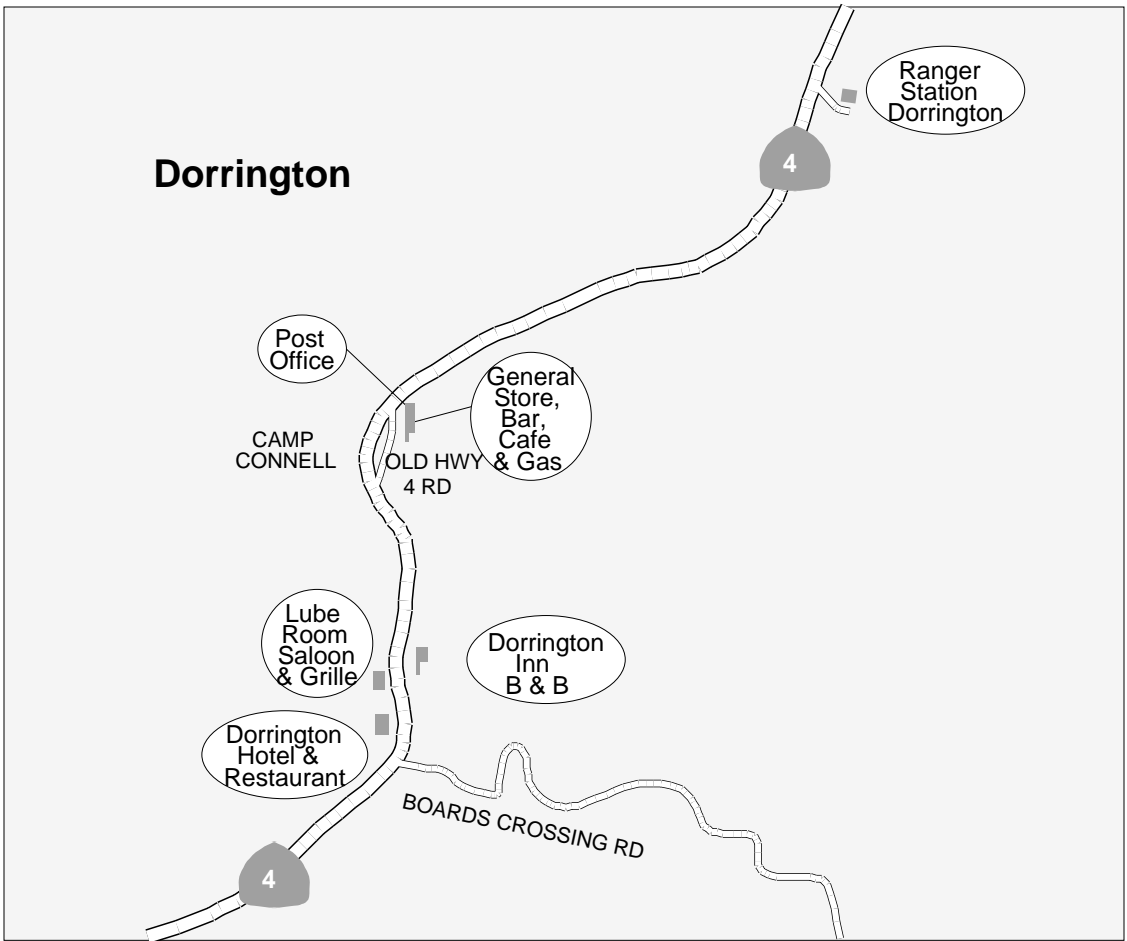 Ranger
Station
Dorrington
4
Dorrington
Post
Office
General
Store,
Bar,
Cafe
& Gas
CAMP
CONNELL
OLD HWY
4 RD
Lube
Room
Saloon
& Grille
Dorrington
Inn
B & B
Dorrington
Hotel &
Restaurant
BOARDS CROSSING RD
4